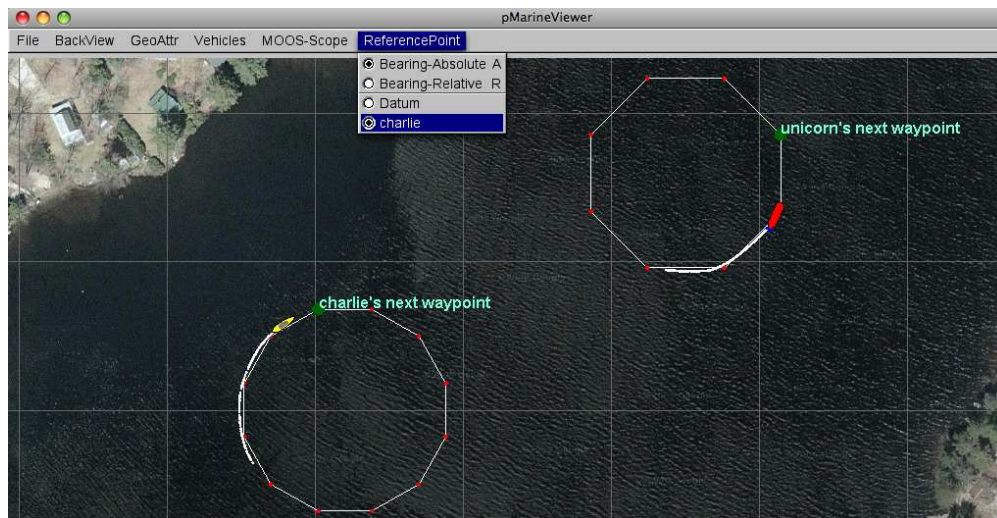 pMarineViewer
File BackView GeoAttr Vehicles MOOS-Scope ReferencePoint
Bearing-Absolute A
Bearing-Relative R
Datum
charlie
unicorn's next waypoint
charlie's next waypoint